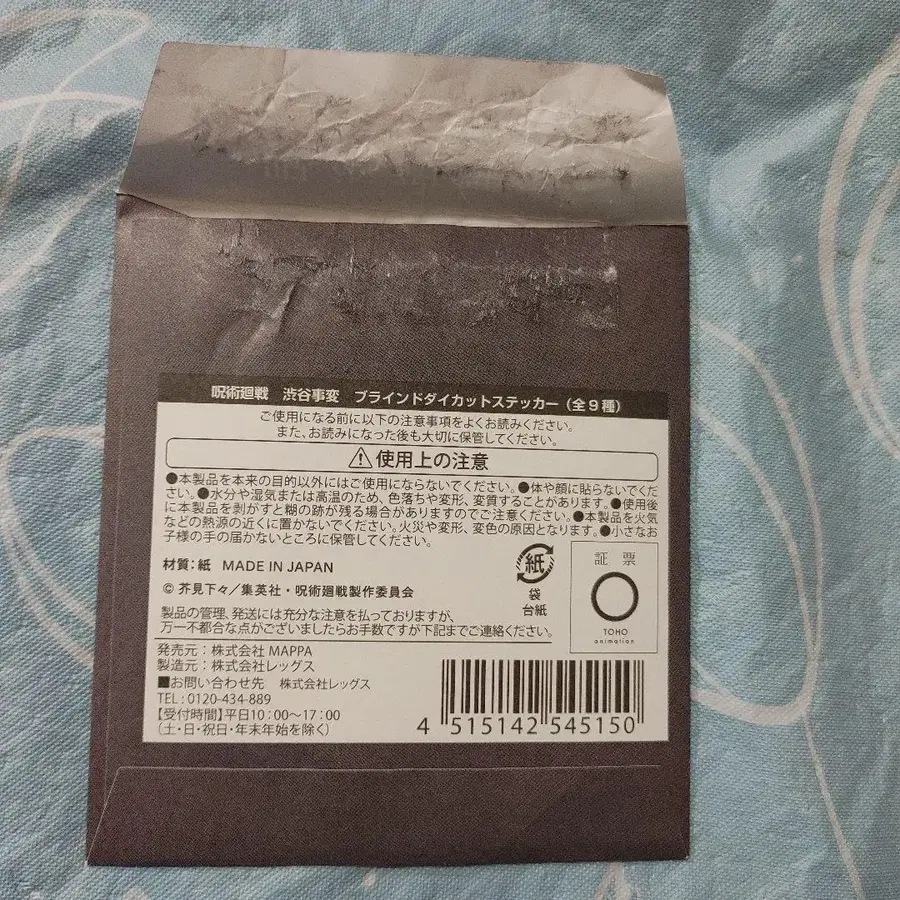 呪術廻戦 渋谷事変 ブラインドダイカットステッカー（全９種）
ご使用になる前に以下の注意事項をよくお読みください。
また、お読みになった後も大切に保管してください。
⚠使用上の注意
●本製品を本来の目的以外にはご使用にならないでください。●体や顔に貼らないでくだ
さい。●水分や湿気または高温のため、色落ちや変形、変質することがあります。●使用後
に本製品を剥がすと糊の跡が残る場合がありますのでご注意ください。●本製品を火気
などの熱源の近くに置かないでください。火災や変形、変色の原因となります。●小さなお
子様の手の届かないところに保管してください。
材質：紙 MADE IN JAPAN
© 芥見下々／集英社・呪術廻戦製作委員会
紙
袋
台紙
証票
TOHO
animation
製品の管理、発送には充分な注意を払っておりますが、
万一不都合な点がございましたらお手数ですが下記までご連絡ください。
発売元：株式会社 MAPPA
製造元：株式会社レッグス
■お問い合わせ先 株式会社レッグス
TEL：0120-434-889
【受付時間】平日10：00～17：00
（土・日・祝日・年末年始を除く）
4 515142 545150